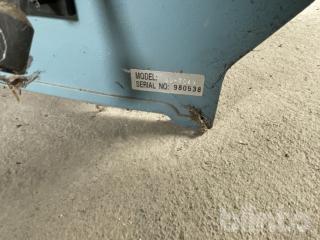 MODEL:
SERIAL NO: 980538
blinto